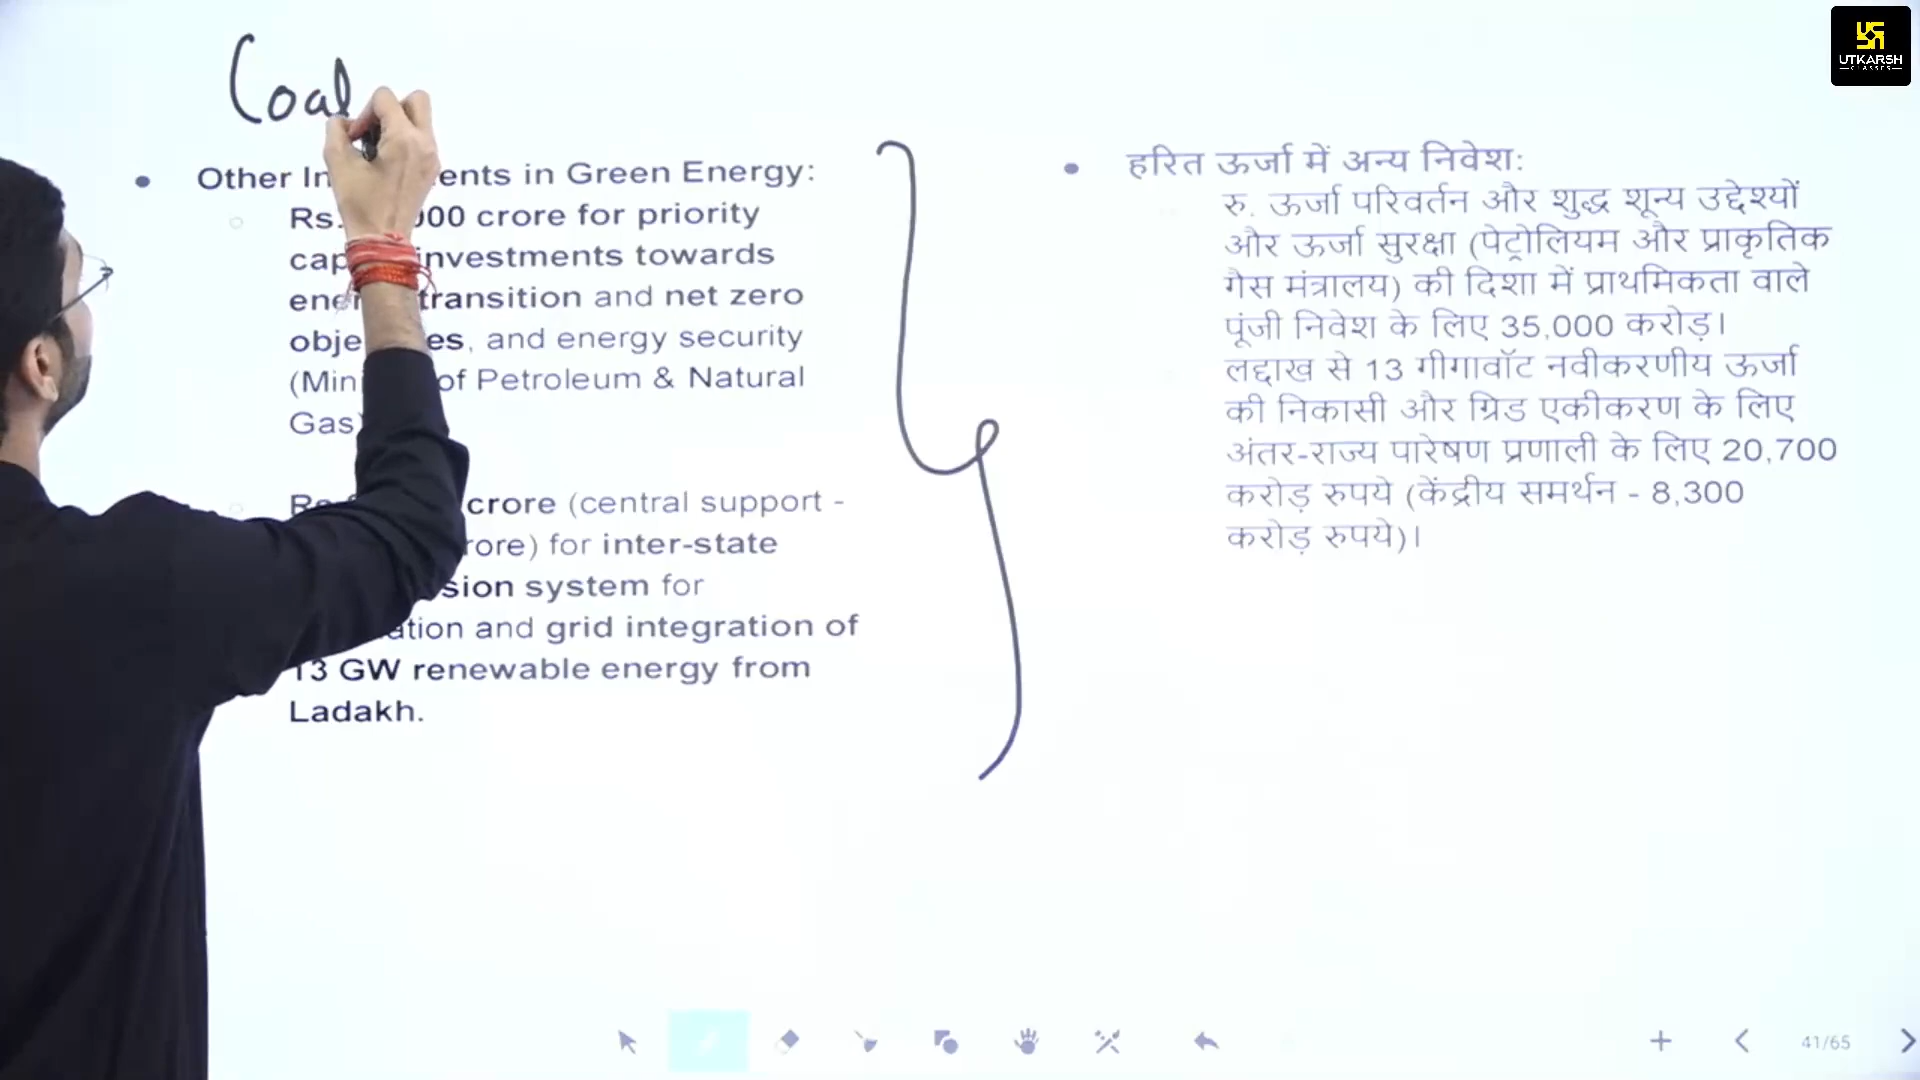 Coal
UTKARSH
CLASSES
• Other In ents in Green Energy:
Rs. 000 crore for priority
cap investments towards
ene transition and net zero
obje es, and energy security
(Min of Petroleum & Natural
Gas)
crore (central support -
rore) for inter-state
sion system for
ation and grid integration of
13 GW renewable energy from
Ladakh.
• हरित ऊर्जा में अन्य निवेश:
रु. ऊर्जा परिवर्तन और शुद्ध शून्य उद्देश्यों
और ऊर्जा सुरक्षा (पेट्रोलियम और प्राकृतिक
गैस मंत्रालय) की दिशा में प्राथमिकता वाले
पूंजी निवेश के लिए 35,000 करोड़।
लद्दाख से 13 गीगावॉट नवीकरणीय ऊर्जा
की निकासी और ग्रिड एकीकरण के लिए
अंतर-राज्य पारेषण प्रणाली के लिए 20,700
करोड़ रुपये (केंद्रीय समर्थन - 8,300
करोड़ रुपये)।
41/65